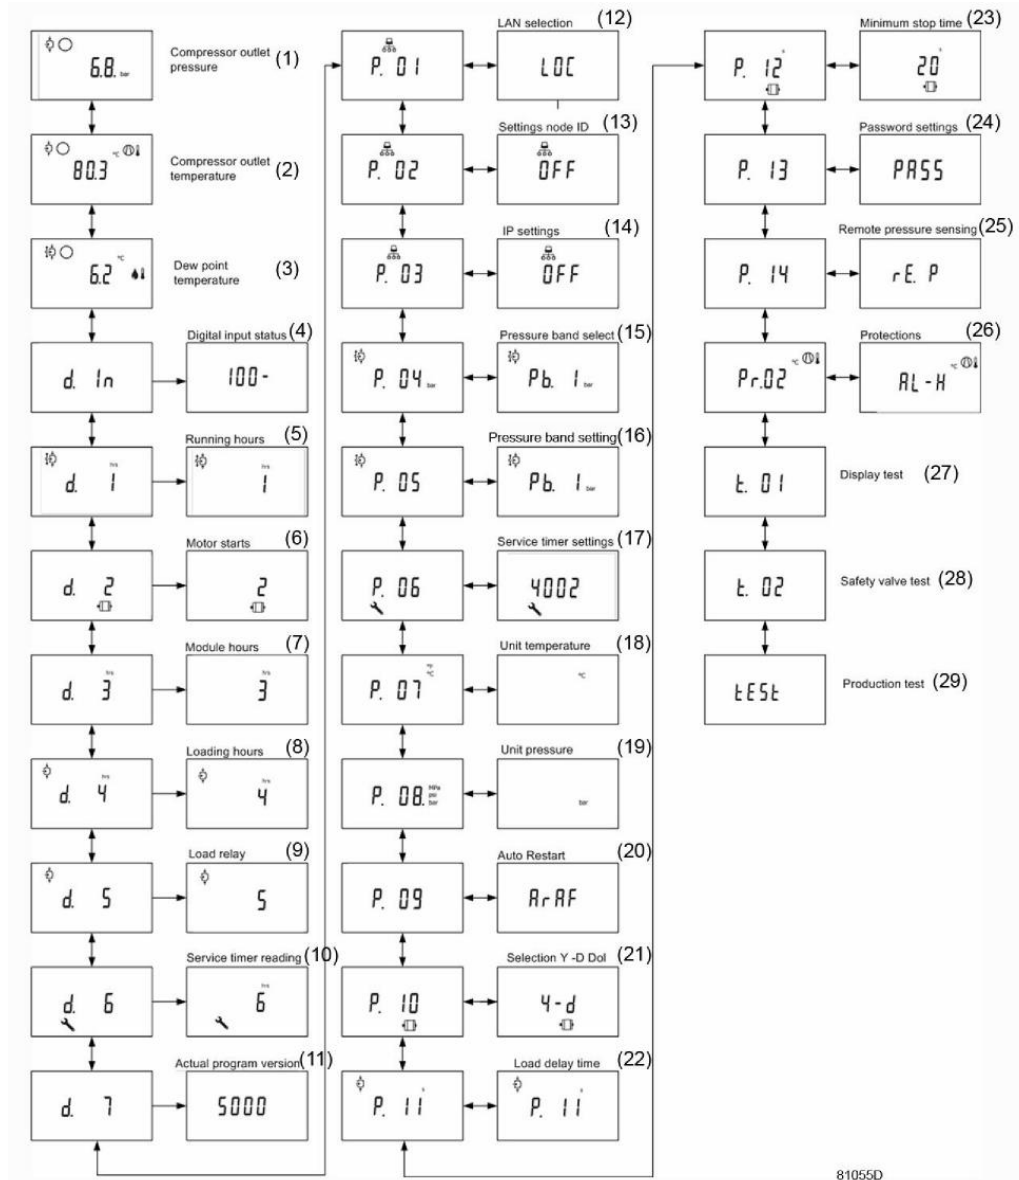 6.8. bar
Compressor outlet
pressure
(1)
80.3 °C
Compressor outlet
temperature
(2)
6.2 °C
Dew point
temperature
(3)
Digital input status (4)
d. In
100-
Running hours (5)
d. 1 hrs
1 hrs
Motor starts (6)
d. 2
2
Module hours (7)
d. 3 hrs
3 hrs
Loading hours (8)
d. 4 hrs
4 hrs
Load relay (9)
d. 5
5
Service timer reading (10)
d. 6
6 hrs
Actual program version (11)
d. 7
5000
LAN selection (12)
P. 01
LOC
Settings node ID (13)
P. 02
OFF
IP settings (14)
P. 03
OFF
Pressure band select (15)
P. 04 bar
Pb. 1 bar
Pressure band setting (16)
P. 05
Pb. 1 bar
Service timer settings (17)
P. 06
4002
Unit temperature (18)
P. 07 °F °C
°C
Unit pressure (19)
P. 08. MPa psi bar
bar
Auto Restart (20)
P. 09
ArAF
Selection Y -D Dol (21)
P. 10
Y-d
Load delay time (22)
P. 11 s
P. 11 s
Minimum stop time (23)
P. 12 s
20 s
Password settings (24)
P. 13
PASS
Remote pressure sensing (25)
P. 14
rE. P
Protections (26)
Pr.02 °C
AL-H °C
t. 01
Display test (27)
t. 02
Safety valve test (28)
tESt
Production test (29)
81055D